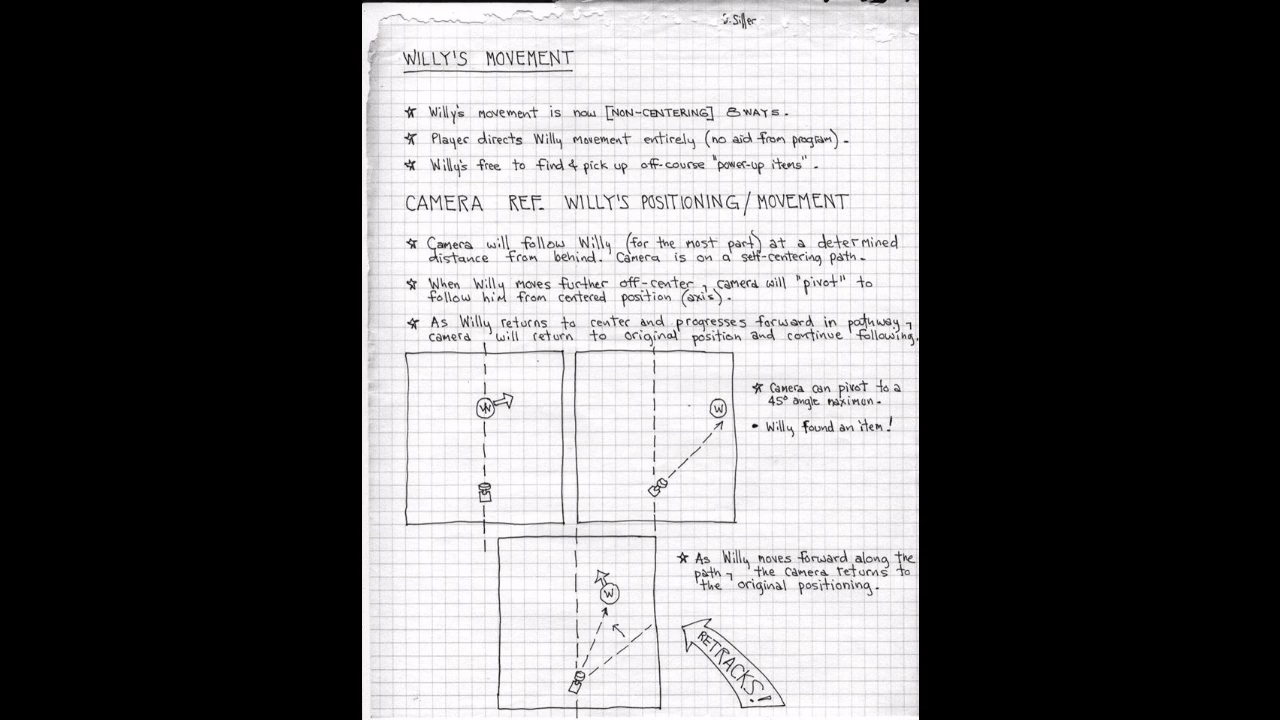 J. Siller
WILLY'S MOVEMENT
☆ Willy's movement is now [NON-CENTERING] 8 WAYS.
☆ Player directs Willy movement entirely (no aid from program).
☆ Willy's free to find & pick up off-course "power-up items".
CAMERA REF. WILLY'S POSITIONING/MOVEMENT
☆ Camera will follow Willy (for the most part) at a determined
distance from behind. Camera is on a self-centering path.
☆ When Willy moves further off-center, camera will "pivot" to
follow him from centered position (axis).
☆ As Willy returns to center and progresses forward in pathway,
camera will return to original position and continue following.
W
W
☆ Camera can pivot to a
45° angle maximon.
• Willy found an item!
W
☆ As Willy moves forward along the
path, the camera returns to
the original positioning.
RETRACKS!